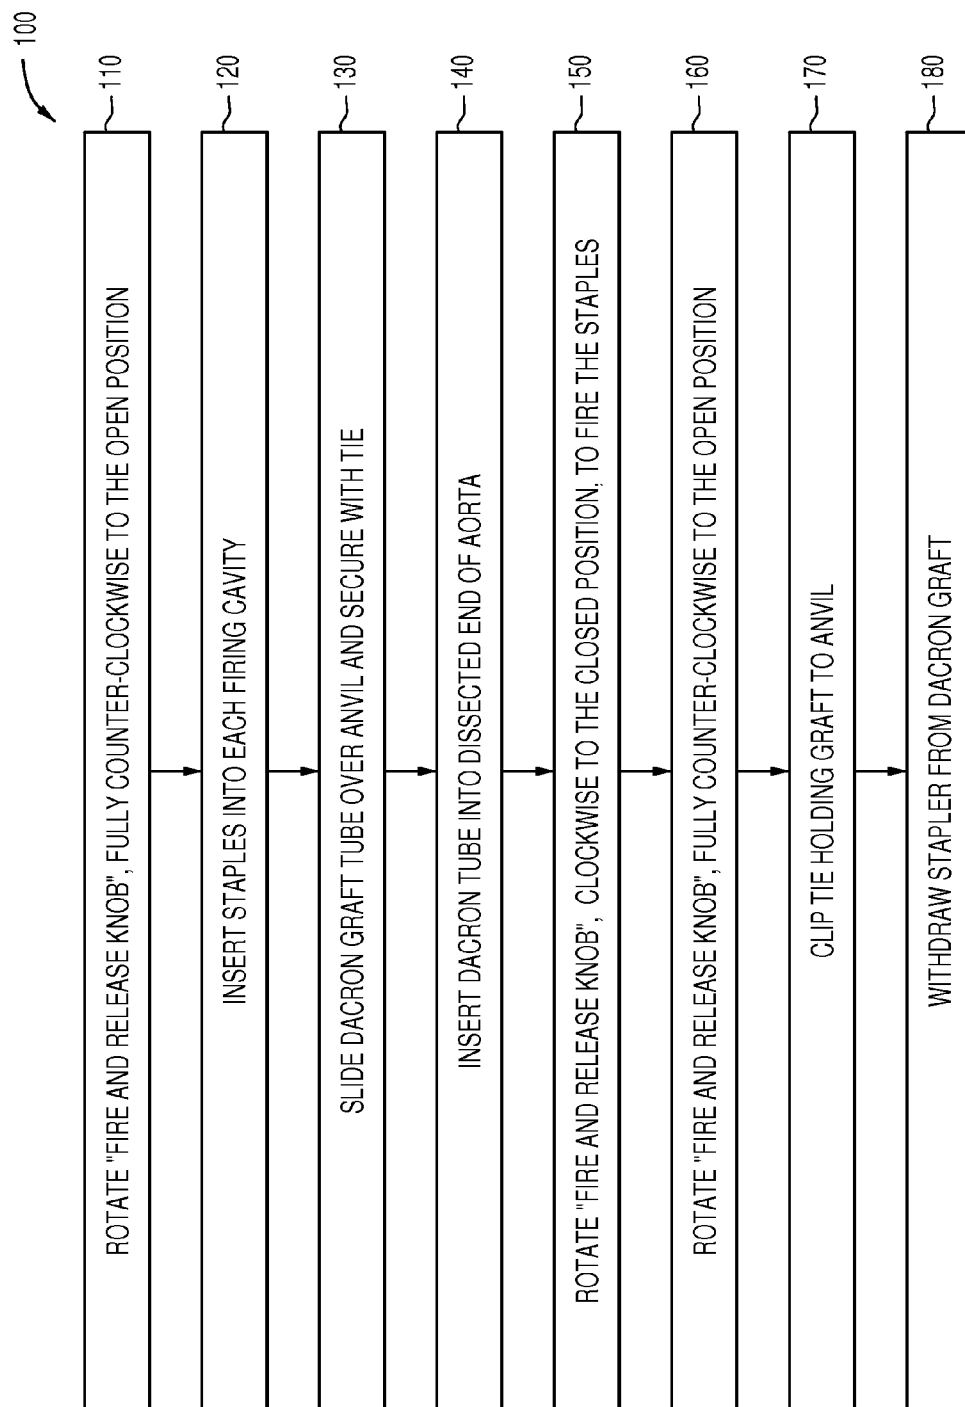 100
ROTATE "FIRE AND RELEASE KNOB", FULLY COUNTER-CLOCKWISE TO THE OPEN POSITION
110
INSERT STAPLES INTO EACH FIRING CAVITY
120
SLIDE DACRON GRAFT TUBE OVER ANVIL AND SECURE WITH TIE
130
INSERT DACRON TUBE INTO DISSECTED END OF AORTA
140
ROTATE "FIRE AND RELEASE KNOB", CLOCKWISE TO THE CLOSED POSITION, TO FIRE THE STAPLES
150
ROTATE "FIRE AND RELEASE KNOB", FULLY COUNTER-CLOCKWISE TO THE OPEN POSITION
160
CLIP TIE HOLDING GRAFT TO ANVIL
170
WITHDRAW STAPLER FROM DACRON GRAFT
180